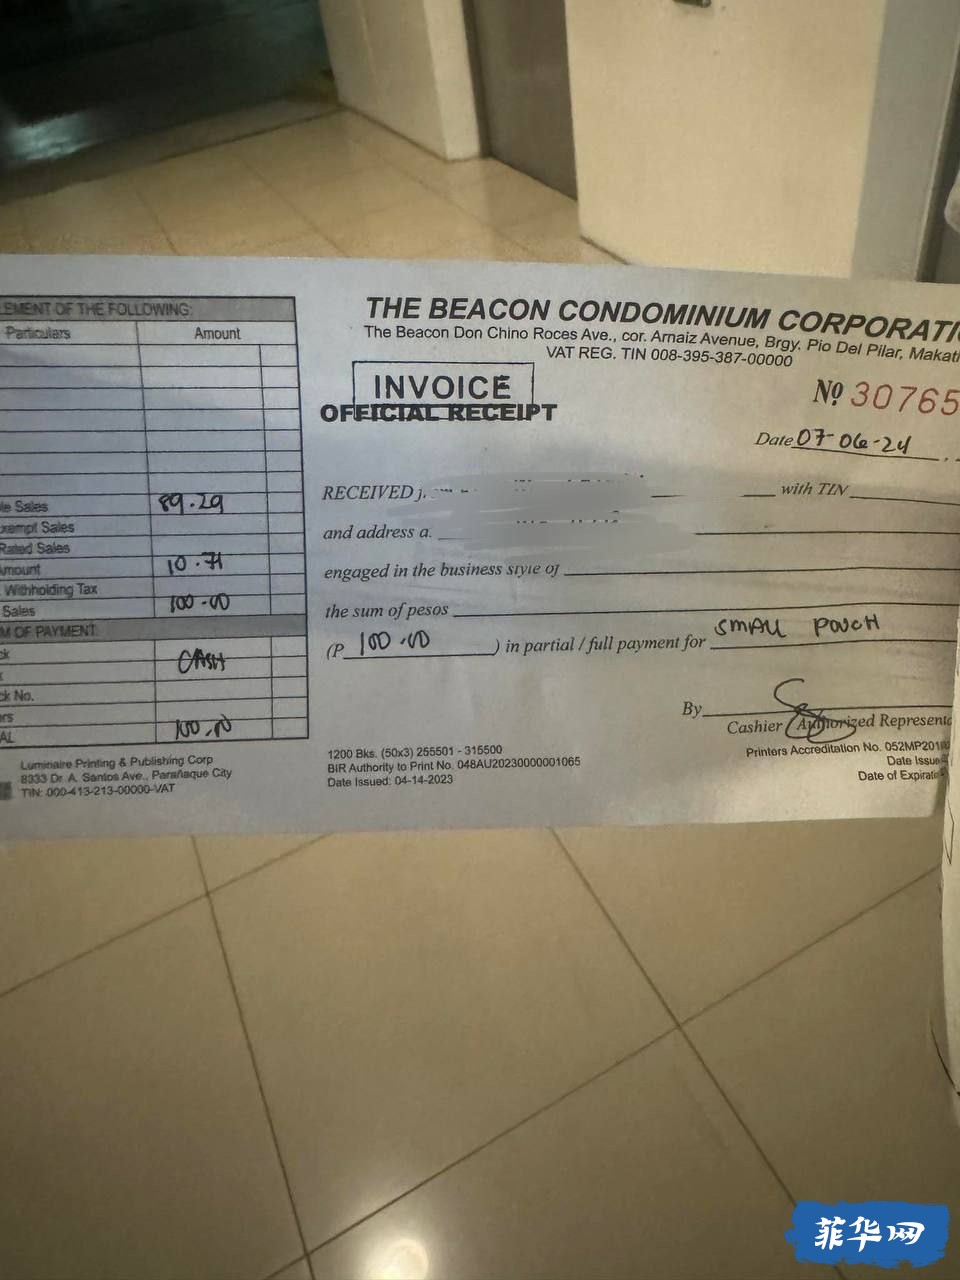 LEMENT OF THE FOLLOWING:
Particulars Amount
le Sales 89.29
xempt Sales
Rated Sales
mount 10.71
Withholding Tax
Sales 100.00
M OF PAYMENT
CASH
ck No.
ers
AL 100.00
Luminaire Printing & Publishing Corp
8333 Dr. A. Santos Ave., Parañaque City
TIN: 000-413-213-00000-VAT
THE BEACON CONDOMINIUM CORPORATI
The Beacon Don Chino Roces Ave., cor. Arnaiz Avenue, Brgy. Pio Del Pilar, Makati
VAT REG. TIN 008-395-387-00000
INVOICE
OFFICIAL RECEIPT
№ 30765
Date 07-06-24
RECEIVED with TIN
and address a
engaged in the business style of
the sum of pesos
(P 100.00) in partial / full payment for SMALL POUCH
By
Cashier / Authorized Representa
1200 Bks. (50x3) 255501 - 315500
BIR Authority to Print No. 048AU20230000001065
Date Issued: 04-14-2023
Printers Accreditation No. 052MP201
Date Issue
Date of Expirati
菲华网